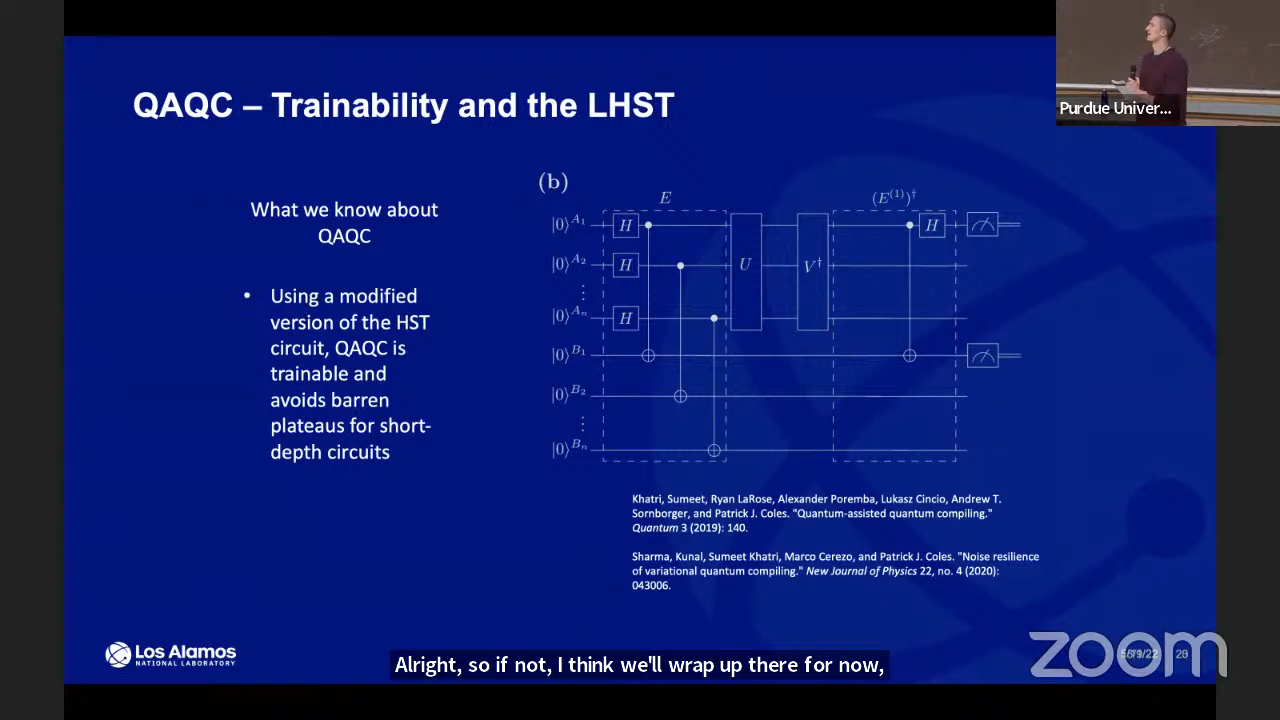 QAQC – Trainability and the LHST
Purdue Univer...
What we know about
QAQC
• Using a modified
version of the HST
circuit, QAQC is
trainable and
avoids barren
plateaus for short-
depth circuits
(b)
E
(E⁽¹⁾)†
|0⟩^A₁ H H
|0⟩^A₂ H U V†
⋮
|0⟩^Aₙ H
|0⟩^B₁
|0⟩^B₂
⋮
|0⟩^Bₙ
Khatri, Sumeet, Ryan LaRose, Alexander Poremba, Lukasz Cincio, Andrew T.
Sornborger, and Patrick J. Coles. "Quantum-assisted quantum compiling."
Quantum 3 (2019): 140.
Sharma, Kunal, Sumeet Khatri, Marco Cerezo, and Patrick J. Coles. "Noise resilience
of variational quantum compiling." New Journal of Physics 22, no. 4 (2020):
043006.
Los Alamos
NATIONAL LABORATORY
zoom
Alright, so if not, I think we'll wrap up there for now,